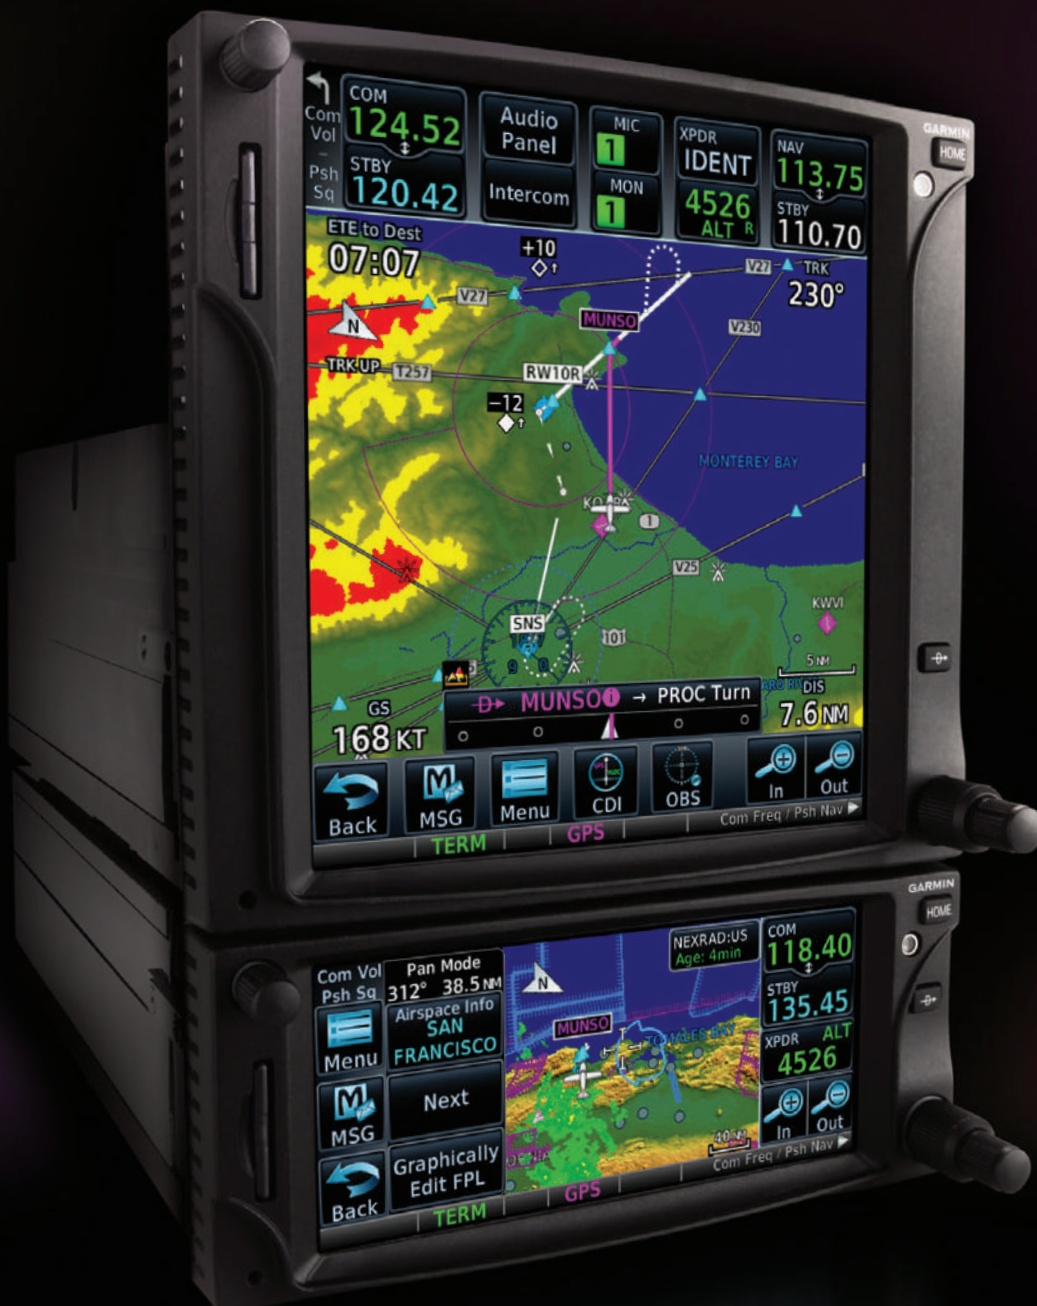 GARMIN
HOME
Com
Vol
–
Psh
Sq
COM
124.52
STBY
120.42
Audio
Panel
Intercom
MIC
1
MON
1
XPDR
IDENT
4526
ALT R
NAV
113.75
STBY
110.70
ETE to Dest
07:07
+10
V27
TRK
230°
V27
N
MUNSO
V230
TRK UP
T257
RW10R
-12
MONTEREY BAY
1
V25
KWVI
SNS
101
5 NM
GS
168 KT
MUNSO i → PROC Turn
DIS
7.6 NM
Back
MSG
Menu
CDI
OBS
In
Out
Com Freq / Psh Nav
TERM
GPS
GARMIN
HOME
Com Vol
Psh Sq
Pan Mode
312° 38.5 NM
Menu
Airspace Info
SAN
FRANCISCO
MSG
Next
Back
Graphically
Edit FPL
NEXRAD:US
Age: 4min
N
MUNSO
TOMALES BAY
40 NM
COM
118.40
STBY
135.45
XPDR ALT
4526
In
Out
Com Freq / Psh Nav
TERM
GPS